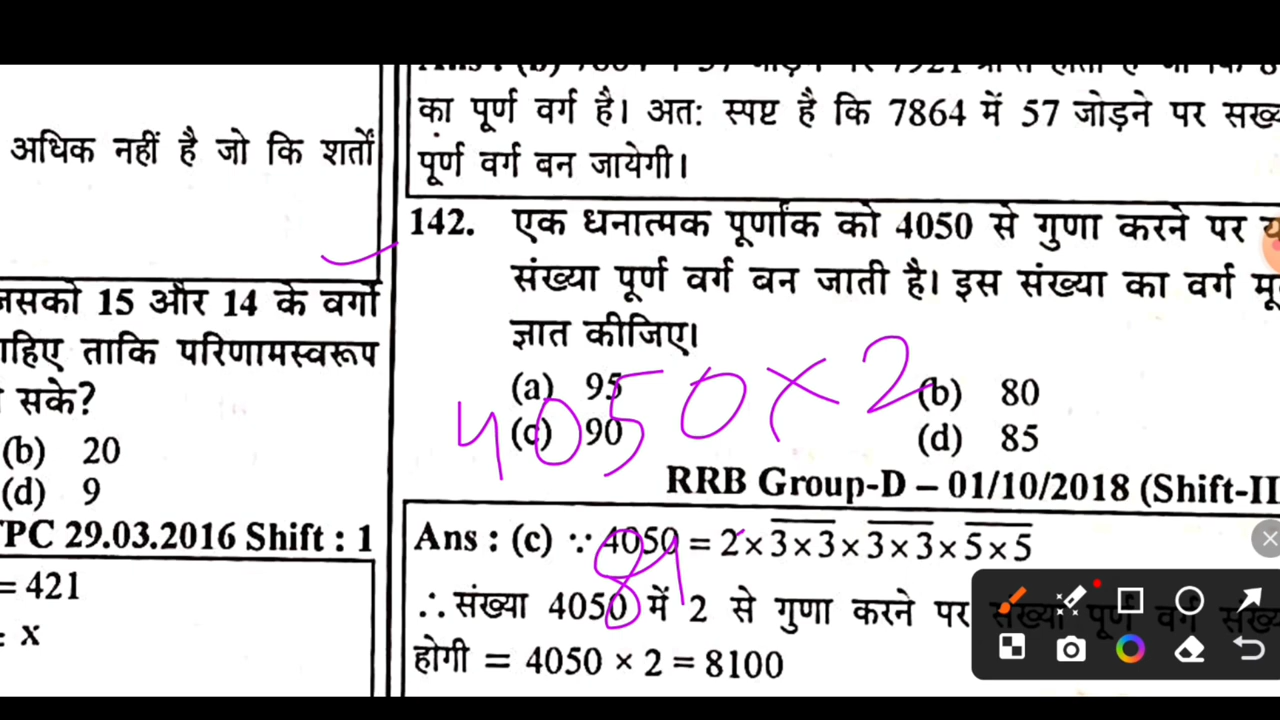 अधिक नहीं है जो कि शर्तों
15 और 14 के वर्गों
ताकि परिणामस्वरूप
सके?
(b) 20
(d) 9
29.03.2016 Shift : 1
= 421
: x
का पूर्ण वर्ग है। अत: स्पष्ट है कि 7864 में 57 जोड़ने पर
पूर्ण वर्ग बन जायेगी।
142. एक धनात्मक पूर्णांक को 4050 से गुणा करने पर
संख्या पूर्ण वर्ग बन जाती है। इस संख्या का वर्ग
ज्ञात कीजिए।
(a) 95 (b) 80
(c) 90 (d) 85
4050 × 2
RRB Group-D – 01/10/2018 (Shift-II
Ans : (c) ∵ 4050 = 2 × 3 × 3 × 3 × 3 × 5 × 5
81
∴ संख्या 4050 में 2 से गुणा करने पर संख्या पूर्ण वर्ग
होगी = 4050 × 2 = 8100